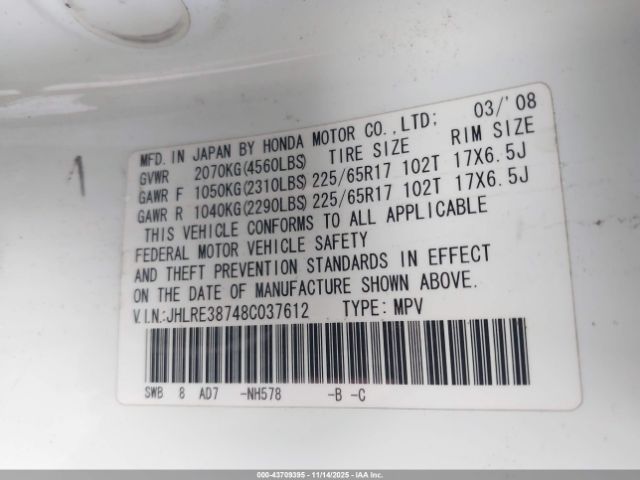 MFD. IN JAPAN BY HONDA MOTOR CO.,LTD; 03/'08
GVWR 2070KG(4560LBS) TIRE SIZE RIM SIZE
GAWR F 1050KG(2310LBS) 225/65R17 102T 17X6.5J
GAWR R 1040KG(2290LBS) 225/65R17 102T 17X6.5J
THIS VEHICLE CONFORMS TO ALL APPLICABLE
FEDERAL MOTOR VEHICLE SAFETY
AND THEFT PREVENTION STANDARDS IN EFFECT
ON THE DATE OF MANUFACTURE SHOWN ABOVE.
V.I.N.:JHLRE38748C037612 TYPE: MPV
SWB 8 AD7 -NH578 -B -C
000-43709395 - 11/14/2025 - IAA Inc.